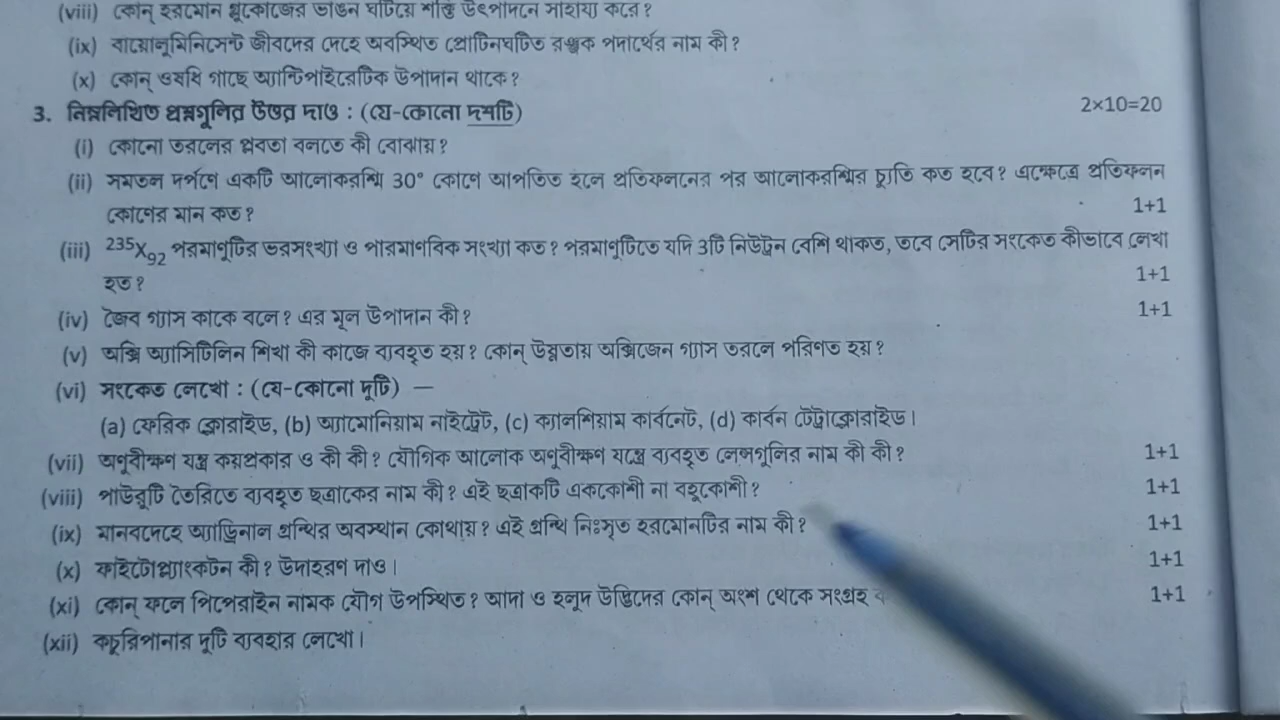 (viii) কোন্ হরমোন গ্লুকোজের ভাঙন ঘটিয়ে শক্তি উৎপাদনে সাহায্য করে?
(ix) বায়োলুমিনিসেন্ট জীবদের দেহে অবস্থিত প্রোটিনঘটিত রঞ্জক পদার্থের নাম কী?
(x) কোন্ ওষধি গাছে অ্যান্টিপাইরেটিক উপাদান থাকে?
3. নিম্নলিখিত প্রশ্নগুলির উত্তর দাও : (যে-কোনো দশটি) 2×10=20
(i) কোনো তরলের প্লবতা বলতে কী বোঝায়?
(ii) সমতল দর্পণে একটি আলোকরশ্মি 30° কোণে আপতিত হলে প্রতিফলনের পর আলোকরশ্মির চ্যুতি কত হবে? এক্ষেত্রে প্রতিফলন
কোণের মান কত? 1+1
(iii) ²³⁵X₉₂ পরমাণুটির ভরসংখ্যা ও পারমাণবিক সংখ্যা কত? পরমাণুটিতে যদি 3টি নিউট্রন বেশি থাকত, তবে সেটির সংকেত কীভাবে লেখা
হত? 1+1
(iv) জৈব গ্যাস কাকে বলে? এর মূল উপাদান কী? 1+1
(v) অক্সি অ্যাসিটিলিন শিখা কী কাজে ব্যবহৃত হয়? কোন্ উষ্ণতায় অক্সিজেন গ্যাস তরলে পরিণত হয়?
(vi) সংকেত লেখো : (যে-কোনো দুটি) —
(a) ফেরিক ক্লোরাইড, (b) অ্যামোনিয়াম নাইট্রেট, (c) ক্যালশিয়াম কার্বনেট, (d) কার্বন টেট্রাক্লোরাইড।
(vii) অণুবীক্ষণ যন্ত্র কয়প্রকার ও কী কী? যৌগিক আলোক অণুবীক্ষণ যন্ত্রে ব্যবহৃত লেন্সগুলির নাম কী কী? 1+1
(viii) পাউরুটি তৈরিতে ব্যবহৃত ছত্রাকের নাম কী? এই ছত্রাকটি এককোশী না বহুকোশী? 1+1
(ix) মানবদেহে অ্যাড্রিনাল গ্রন্থির অবস্থান কোথায়? এই গ্রন্থি নিঃসৃত হরমোনটির নাম কী? 1+1
(x) ফাইটোপ্ল্যাংকটন কী? উদাহরণ দাও। 1+1
(xi) কোন্ ফলে পিপেরাইন নামক যৌগ উপস্থিত? আদা ও হলুদ উদ্ভিদের কোন্ অংশ থেকে সংগ্রহ 1+1
(xii) কচুরিপানার দুটি ব্যবহার লেখো।